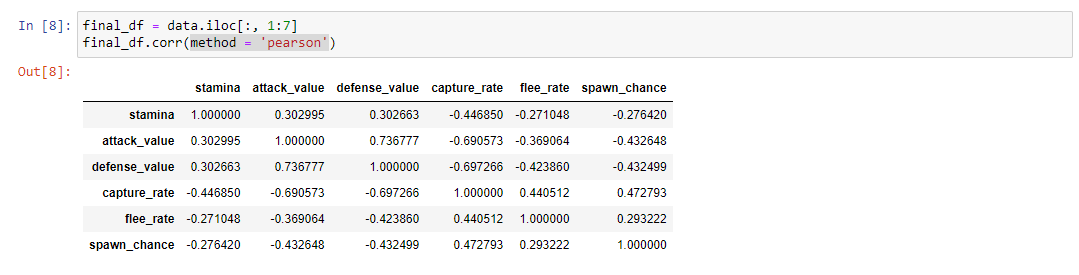 In [8]: final_df = data.iloc[:, 1:7]
final_df.corr(method = 'pearson')
Out[8]:
stamina attack_value defense_value capture_rate flee_rate spawn_chance
stamina 1.000000 0.302995 0.302663 -0.446850 -0.271048 -0.276420
attack_value 0.302995 1.000000 0.736777 -0.690573 -0.369064 -0.432648
defense_value 0.302663 0.736777 1.000000 -0.697266 -0.423860 -0.432499
capture_rate -0.446850 -0.690573 -0.697266 1.000000 0.440512 0.472793
flee_rate -0.271048 -0.369064 -0.423860 0.440512 1.000000 0.293222
spawn_chance -0.276420 -0.432648 -0.432499 0.472793 0.293222 1.000000